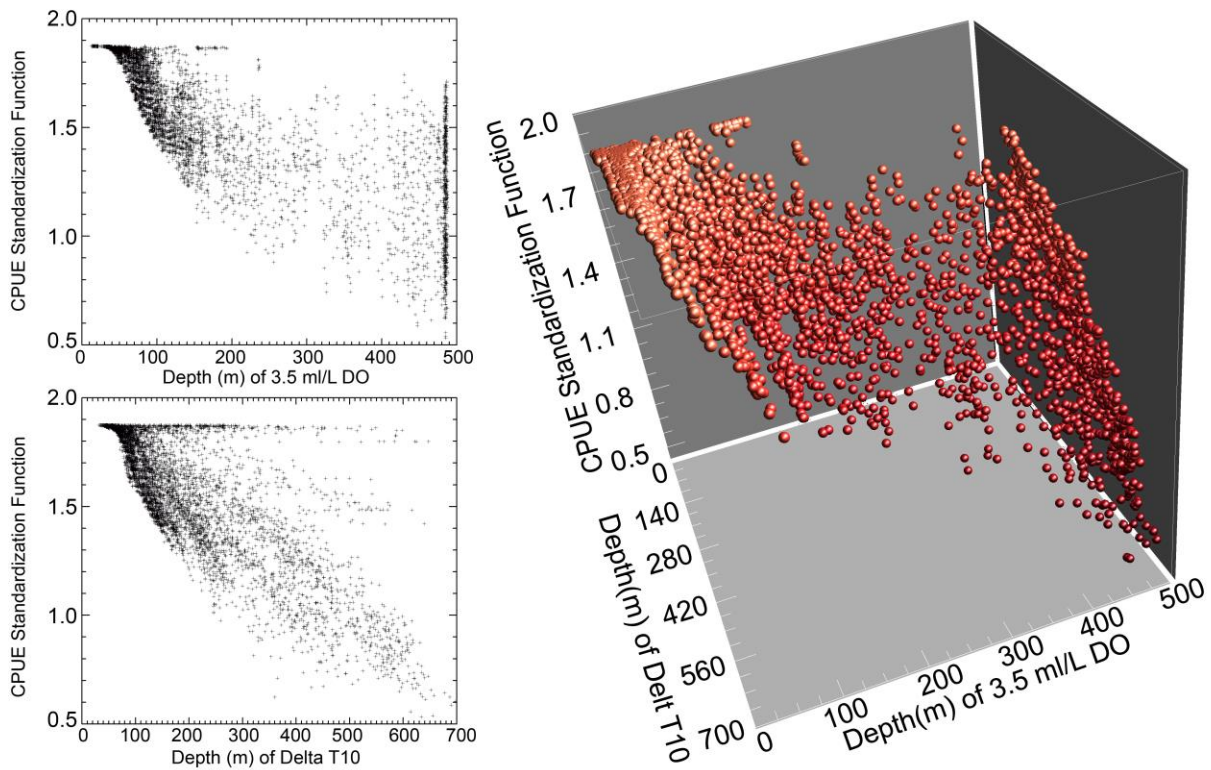 2.0
1.5
1.0
0.5
0 100 200 300 400 500
CPUE Standardization Function
Depth (m) of 3.5 ml/L DO
2.0
1.5
1.0
0.5
0 100 200 300 400 500 600 700
CPUE Standardization Function
Depth (m) of Delta T10
2.0
1.7
1.4
1.1
0.8
0.5
CPUE Standardization Function
0
140
280
420
560
700
Depth(m) of Delt T10
0 100 200 300 400 500
Depth(m) of 3.5 ml/L DO